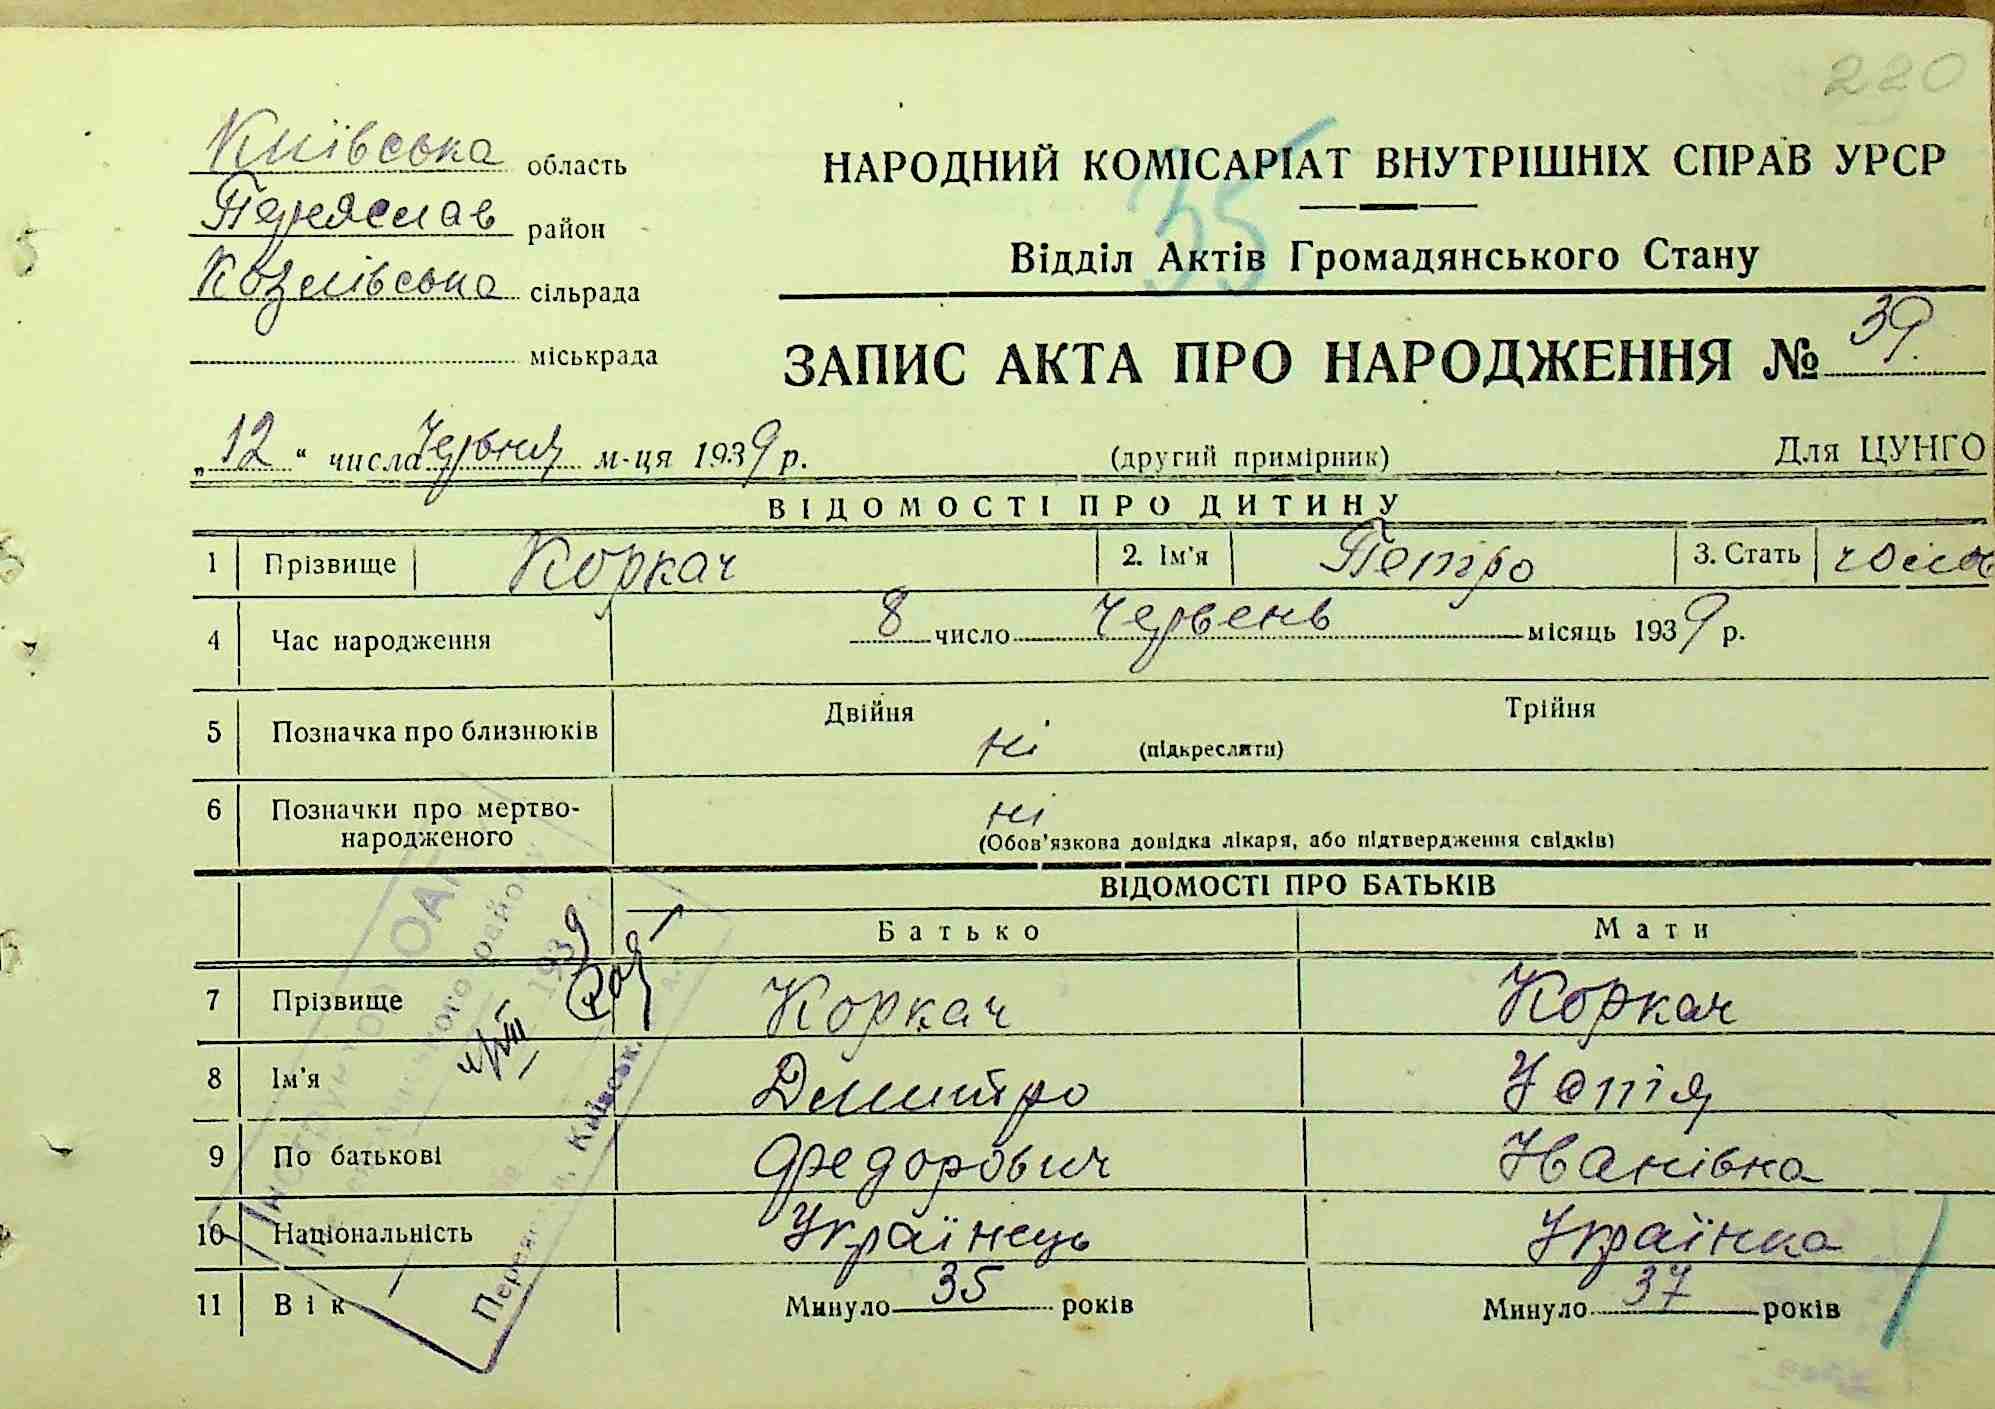 220
Київська область
Переяслав район
Козлівська сільрада
міськрада
НАРОДНИЙ КОМІСАРІАТ ВНУТРІШНІХ СПРАВ УРСР
35
Відділ Актів Громадянського Стану
ЗАПИС АКТА ПРО НАРОДЖЕННЯ № 39.
„12“ числа Червня м-ця 1939 р. (другий примірник) Для ЦУНГО
ВІДОМОСТІ ПРО ДИТИНУ
1 Прізвище Коркач 2. Ім'я Петро 3. Стать чолов
4 Час народження 8 число Червень місяць 1939 р.
5 Позначка про близнюків Двійня Трійня
ні (підкреслити)
6 Позначки про мертво-
народженого ні
(Обов'язкова довідка лікаря, або підтвердження свідків)
ВІДОМОСТІ ПРО БАТЬКІВ
Батько Мати
7 Прізвище Коркач Коркач
8 Ім'я Дмитро
9 По батькові Федорович Іванівна
10 Національність Українець Українка
11 Вік Минуло 35 років Минуло 37 років
1939
Київськ.